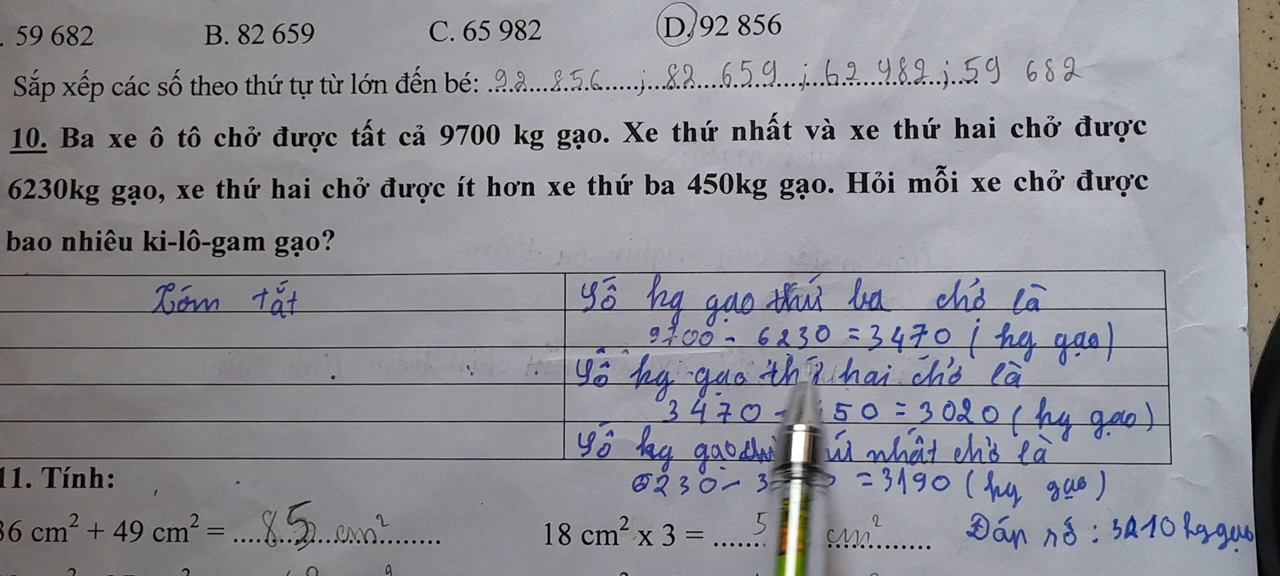 . 59 682 B. 82 659 C. 65 982 D. 92 856
Sắp xếp các số theo thứ tự từ lớn đến bé: 92 856 ; 82 659 ; 62 982 ; 59 682
10. Ba xe ô tô chở được tất cả 9700 kg gạo. Xe thứ nhất và xe thứ hai chở được
6230kg gạo, xe thứ hai chở được ít hơn xe thứ ba 450kg gạo. Hỏi mỗi xe chở được
bao nhiêu ki-lô-gam gạo?
Tóm tắt
Số kg gạo thứ ba chở là
9700 - 6230 = 3470 ( kg gạo)
Số kg gạo thứ hai chở là
3470 - 50 = 3020 ( kg gạo)
Số kg gạo nhất chở là
6230 - 3 = 3190 ( kg gạo)
Đán số : 3210 kg gạo
11. Tính:
36 cm² + 49 cm² = 85 cm² 18 cm² x 3 = 5 cm²